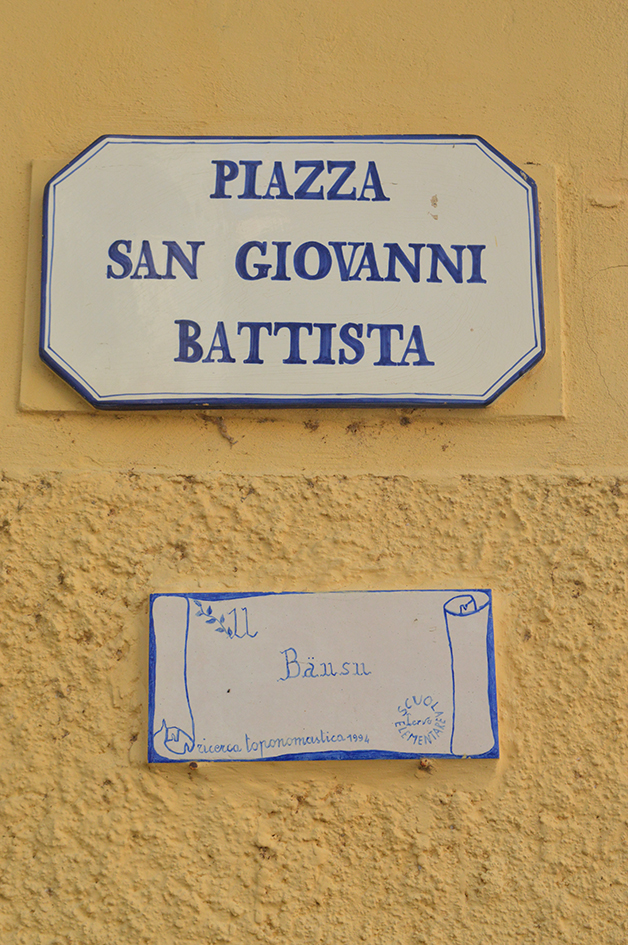 PIAZZA
SAN GIOVANNI
BATTISTA
U
Bäusu
ricerca toponomastica 1994
SCUOLA
ELEMENTARE